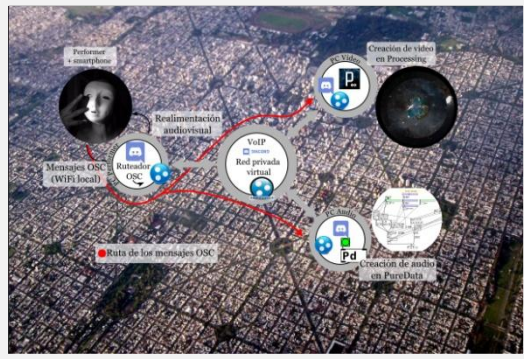 Performer
+ smartphone
Realimentación
audiovisual
Mensajes OSC
(WiFi local)
Ruteador
OSC
VoIP
DISCORD
Red privada
virtual
PC Video
Creación de video
en Processing
PC Audio
Pd
Creación de audio
en PureData
Ruta de los mensajes OSC